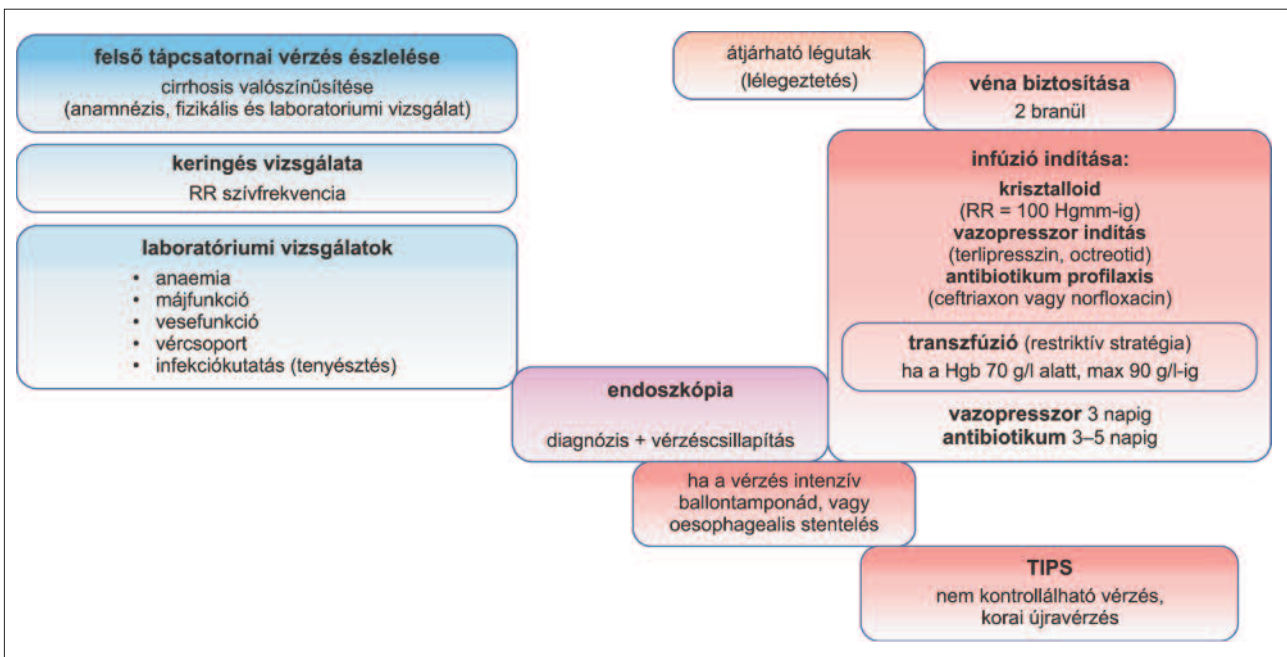 felső tápcsatornai vérzés észlelése
cirrhosis valószínűsítése
(anamnézis, fizikális és laboratoriumi vizsgálat)
keringés vizsgálata
RR szívfrekvencia
laboratóriumi vizsgálatok
• anaemia
• májfunkció
• vesefunkció
• vércsoport
• infekciókutatás (tenyésztés)
átjárható légutak
(lélegeztetés)
véna biztosítása
2 branül
infúzió indítása:
krisztalloid
(RR = 100 Hgmm-ig)
vazopresszor indítás
(terlipresszin, octreotid)
antibiotikum profilaxis
(ceftriaxon vagy norfloxacin)
transzfúzió (restriktív stratégia)
ha a Hgb 70 g/l alatt, max 90 g/l-ig
vazopresszor 3 napig
antibiotikum 3–5 napig
endoszkópia
diagnózis + vérzéscsillapítás
ha a vérzés intenzív
ballontamponád, vagy
oesophagealis stentelés
TIPS
nem kontrollálható vérzés,
korai újravérzés